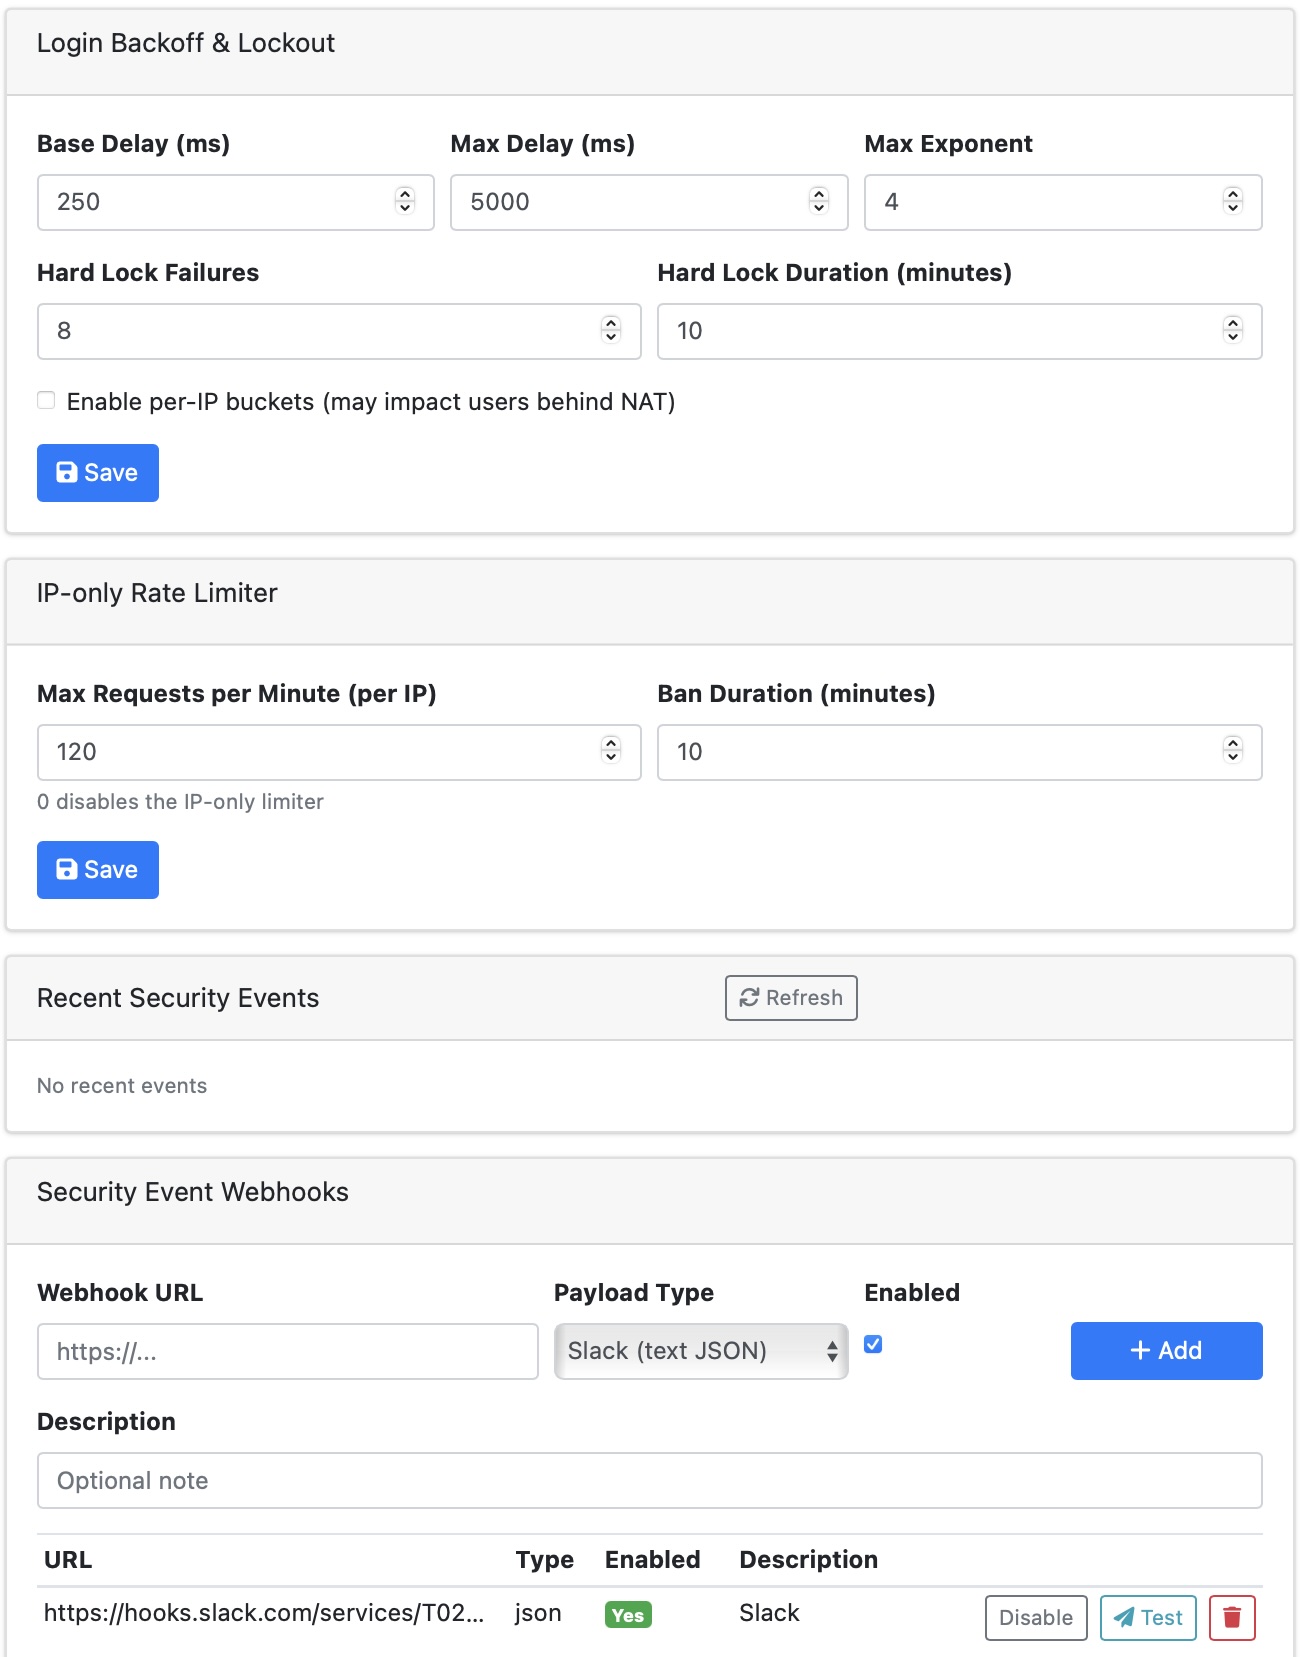 Login Backoff & Lockout
Base Delay (ms) Max Delay (ms) Max Exponent
250 5000 4
Hard Lock Failures Hard Lock Duration (minutes)
8 10
Enable per-IP buckets (may impact users behind NAT)
Save
IP-only Rate Limiter
Max Requests per Minute (per IP) Ban Duration (minutes)
120 10
0 disables the IP-only limiter
Save
Recent Security Events Refresh
No recent events
Security Event Webhooks
Webhook URL Payload Type Enabled
https://... Slack (text JSON) + Add
Description
Optional note
URL Type Enabled Description
https://hooks.slack.com/services/T02... json Yes Slack Disable Test